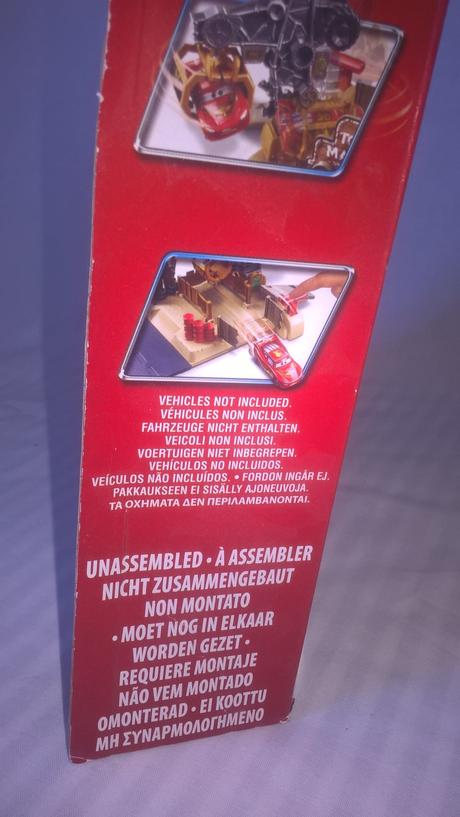 VEHICLES NOT INCLUDED.
VÉHICULES NON INCLUS.
FAHRZEUGE NICHT ENTHALTEN.
VEICOLI NON INCLUSI.
VOERTUIGEN NIET INBEGREPEN.
VEHÍCULOS NO INCLUIDOS.
VEÍCULOS NÃO INCLUÍDOS. • FORDON INGÅR EJ.
PAKKAUKSEEN EI SISÄLLY AJONEUVOJA.
ΤΑ ΟΧΗΜΑΤΑ ΔΕΝ ΠΕΡΙΛΑΜΒΑΝΟΝΤΑΙ.
UNASSEMBLED • À ASSEMBLER
NICHT ZUSAMMENGEBAUT
NON MONTATO
• MOET NOG IN ELKAAR
WORDEN GEZET •
REQUIERE MONTAJE
NÃO VEM MONTADO
OMONTERAD • EI KOOTTU
ΜΗ ΣΥΝΑΡΜΟΛΟΓΗΜΕΝΟ